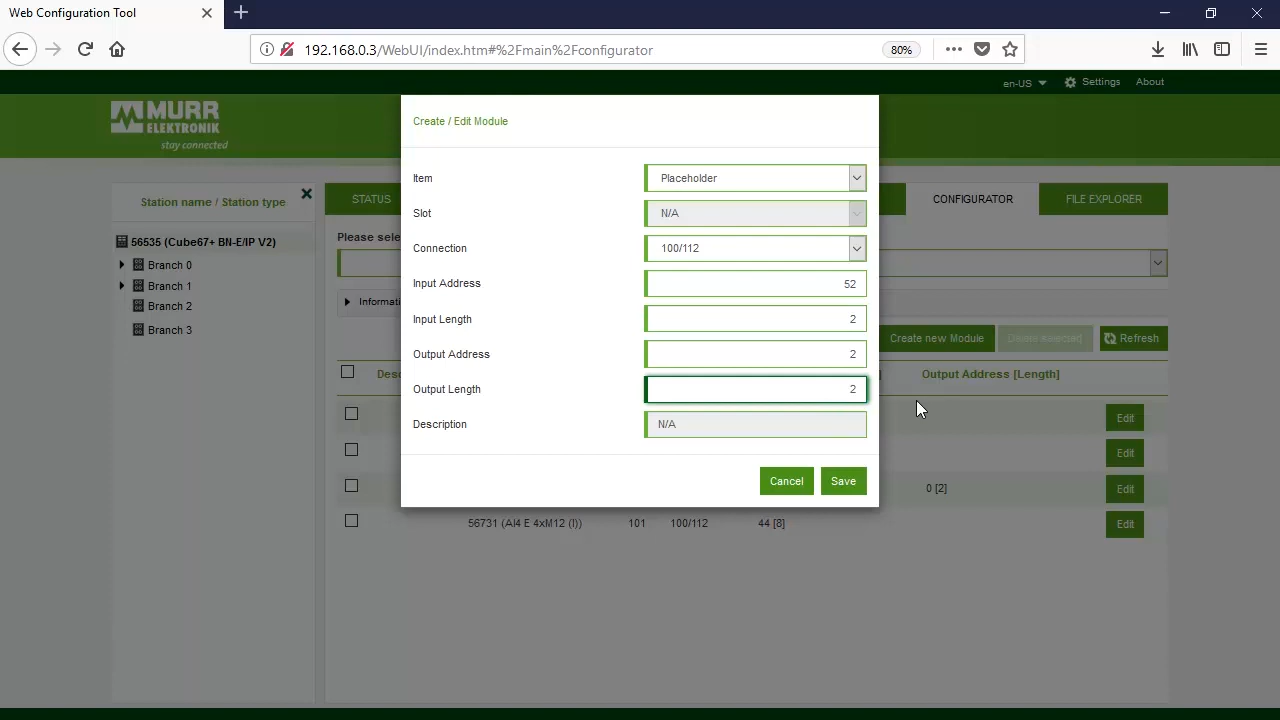 Web Configuration Tool
192.168.0.3/WebUI/index.htm#%2Fmain%2Fconfigurator
80%
en-US
Settings
About
MURR
ELEKTRONIK
stay connected
Create / Edit Module
Station name / Station type
STATUS
CONFIGURATOR
FILE EXPLORER
Item
Placeholder
Slot
N/A
Please sele
56535 (Cube67+ BN-E/IP V2)
Connection
100/112
Branch 0
Input Address
52
Branch 1
Informati
Branch 2
Input Length
2
Branch 3
Create new Module
Delete selected
Refresh
Output Address
2
Desc
Output Address [Length]
Output Length
2
Edit
Description
N/A
Edit
Cancel
Save
0 [2]
Edit
56731 (AI4 E 4xM12 (I))
101
100/112
44 [8]
Edit